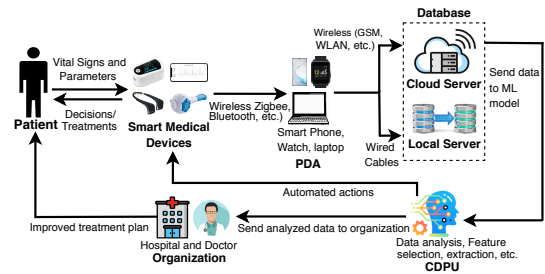 Database
Wireless (GSM,
WLAN, etc.)
Vital Signs and
Parameters
Cloud Server
Send data
to ML
model
Decisions/
Treatments
Patient
Smart Medical
Devices
Wireless Zigbee,
Bluetooth, etc.)
Smart Phone,
Watch, laptop
PDA
Wired
Cables
Local Server
Automated actions
Improved treatment plan
Hospital and Doctor
Organization
Send analyzed data to organization
Data analysis, Feature
selection, extraction, etc.
CDPU